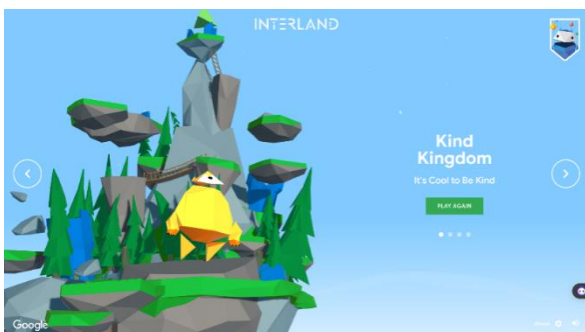 INTERLAND
Kind
Kingdom
It's Cool to Be Kind
PLAY AGAIN
Google